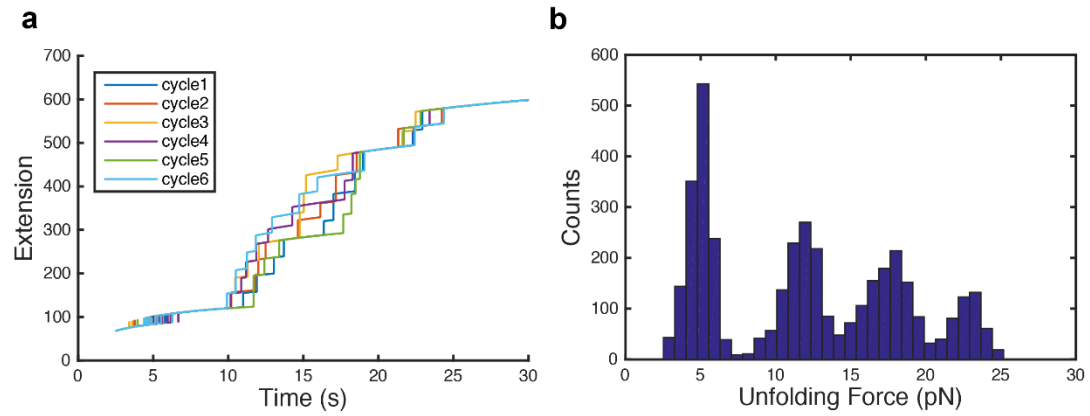 a
700
600
500
400
300
200
100
0
Extension
cycle1
cycle2
cycle3
cycle4
cycle5
cycle6
0 5 10 15 20 25 30
Time (s)
b
600
500
400
300
200
100
0
Counts
0 5 10 15 20 25 30
Unfolding Force (pN)